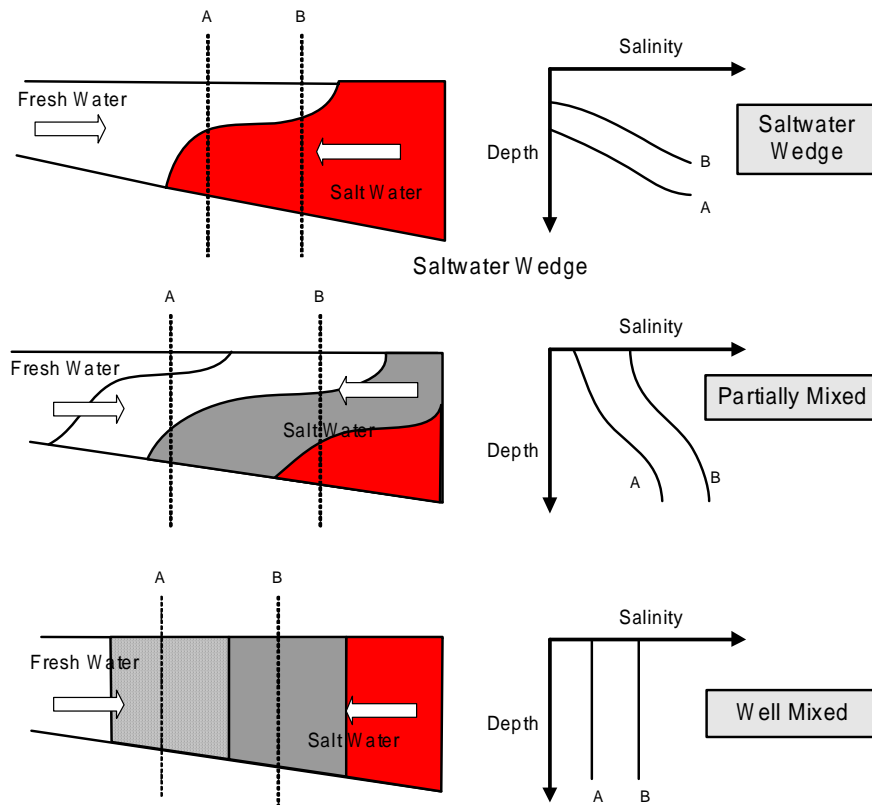 A
B
Fresh Water
Salt Water
Salinity
Depth
B
A
Saltwater
Wedge
Saltwater Wedge
A
B
Fresh Water
Salt Water
Salinity
Depth
A
B
Partially Mixed
A
B
Fresh Water
Salt Water
Salinity
Depth
A
B
Well Mixed